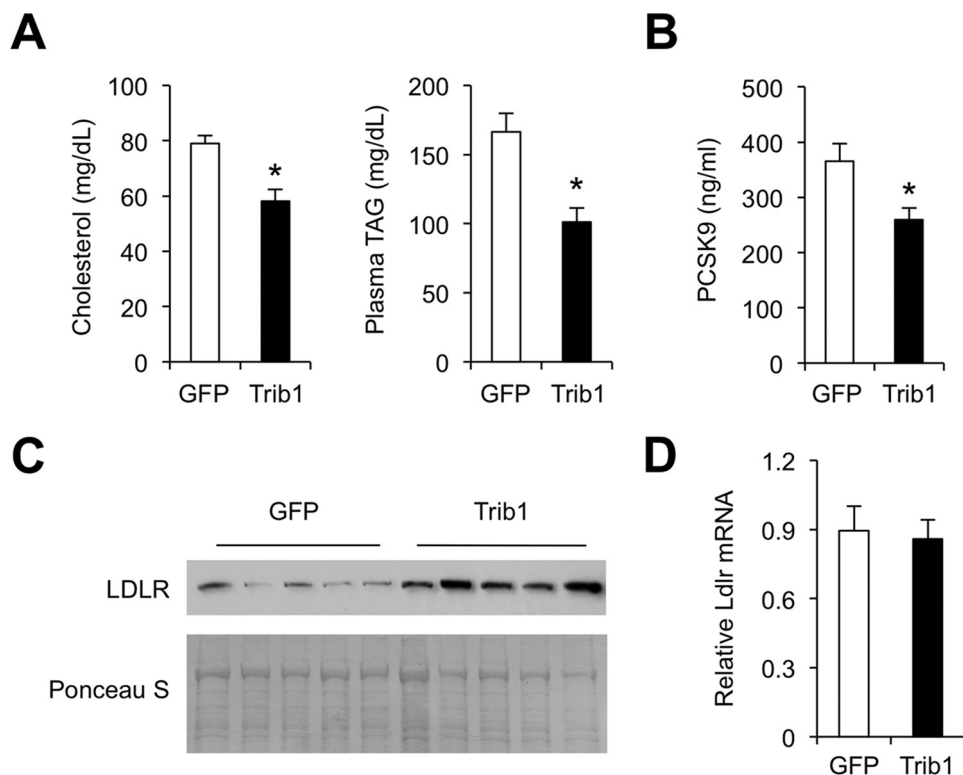 A
B
Cholesterol (mg/dL)
100
80
60
40
20
0
*
GFP Trib1
Plasma TAG (mg/dL)
200
150
100
50
0
*
GFP Trib1
PCSK9 (ng/ml)
500
400
300
200
100
0
*
GFP Trib1
C
GFP Trib1
LDLR
Ponceau S
D
Relative Ldlr mRNA
1.2
0.9
0.6
0.3
0
GFP Trib1